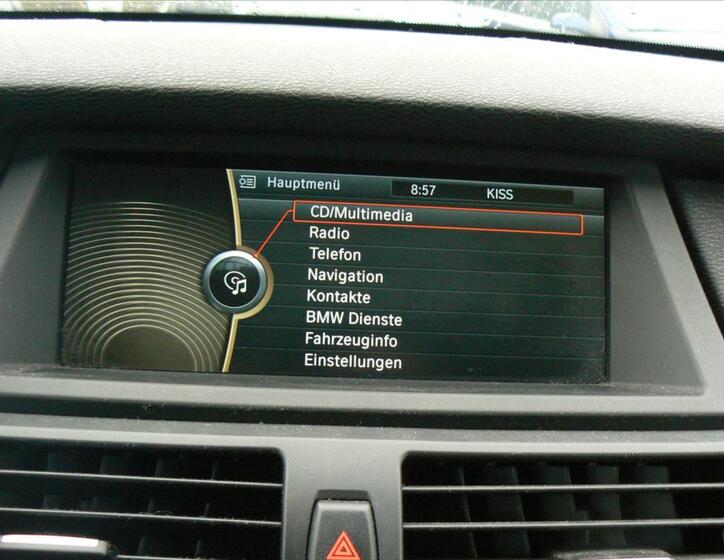 Hauptmenü 8:57 KISS
CD/Multimedia
Radio
Telefon
Navigation
Kontakte
BMW Dienste
Fahrzeuginfo
Einstellungen